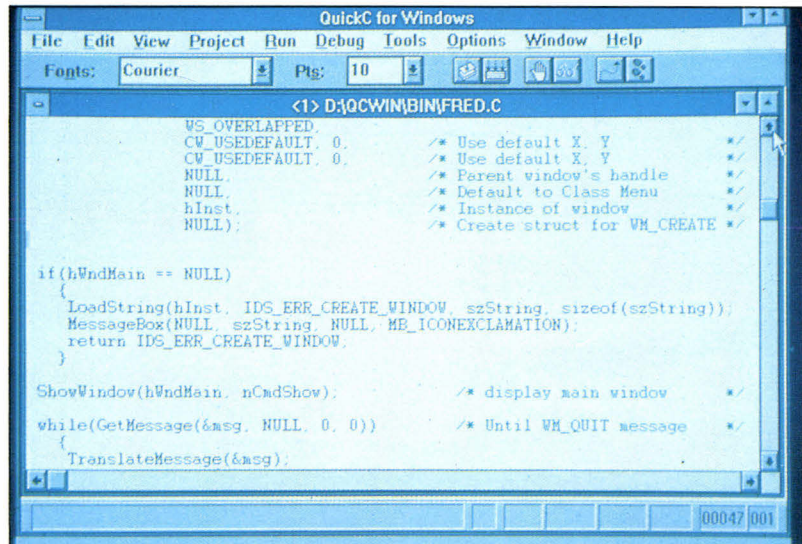 QuickC for Windows
File Edit View Project Run Debug Tools Options Window Help
Fonts: Courier Pts: 10
<1> D:\QCWIN\BIN\FRED.C
WS_OVERLAPPED,
CW_USEDEFAULT, 0, /* Use default X, Y */
CW_USEDEFAULT, 0, /* Use default X, Y */
NULL, /* Parent window's handle */
NULL, /* Default to Class Menu */
hInst, /* Instance of window */
NULL); /* Create struct for WM_CREATE */
if(hWndMain == NULL)
{
LoadString(hInst, IDS_ERR_CREATE_WINDOW, szString, sizeof(szString));
MessageBox(NULL, szString, NULL, MB_ICONEXCLAMATION);
return IDS_ERR_CREATE_WINDOW;
}
ShowWindow(hWndMain, nCmdShow); /* display main window */
while(GetMessage(&msg, NULL, 0, 0)) /* Until WM_QUIT message */
{
TranslateMessage(&msg);
00047 001